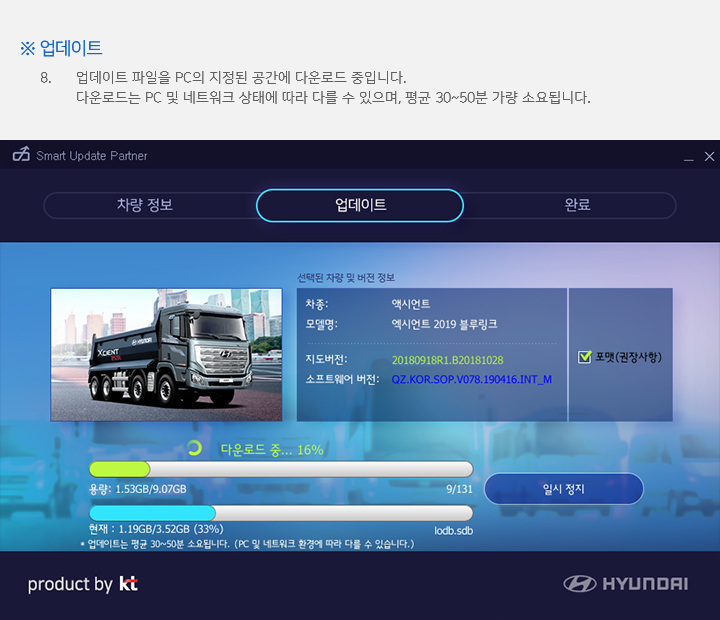 ※ 업데이트
8. 업데이트 파일을 PC의 지정된 공간에 다운로드 중입니다.
다운로드는 PC 및 네트워크 상태에 따라 다를 수 있으며, 평균 30~50분 가량 소요됩니다.
Smart Update Partner
차량 정보 업데이트 완료
선택된 차량 및 버전 정보
차종: 액시언트
모델명: 엑시언트 2019 블루링크
지도버전: 20180918R1.B20181028
소프트웨어 버전: QZ.KOR.SOP.V078.190416.INT_M
포맷(권장사항)
HYUNDAI
XCIENT
다운로드 중... 16%
용량: 1.53GB/9.07GB 9/131
일시 정지
현재 : 1.19GB/3.52GB (33%) lodb.sdb
* 업데이트는 평균 30~50분 소요됩니다. (PC 및 네트워크 환경에 따라 다를 수 있습니다.)
product by kt
HYUNDAI